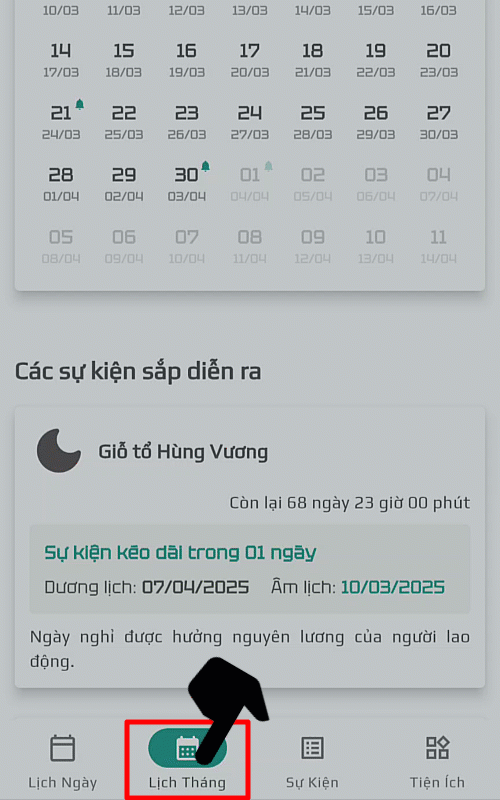 10/03 11/03 12/03 13/03 14/03 15/03 16/03
14 15 16 17 18 19 20
17/03 18/03 19/03 20/03 21/03 22/03 23/03
21 22 23 24 25 26 27
24/03 25/03 26/03 27/03 28/03 29/03 30/03
28 29 30 01 02 03 04
01/04 02/04 03/04 04/04 05/04 06/04 07/04
05 06 07 08 09 10 11
08/04 09/04 10/04 11/04 12/04 13/04 14/04
Các sự kiện sắp diễn ra
Giỗ tổ Hùng Vương
Còn lại 68 ngày 23 giờ 00 phút
Sự kiện kéo dài trong 01 ngày
Dương lịch: 07/04/2025 Âm lịch: 10/03/2025
Ngày nghỉ được hưởng nguyên lương của người lao
động.
Lịch Ngày Lịch Tháng Sự Kiện Tiện Ích